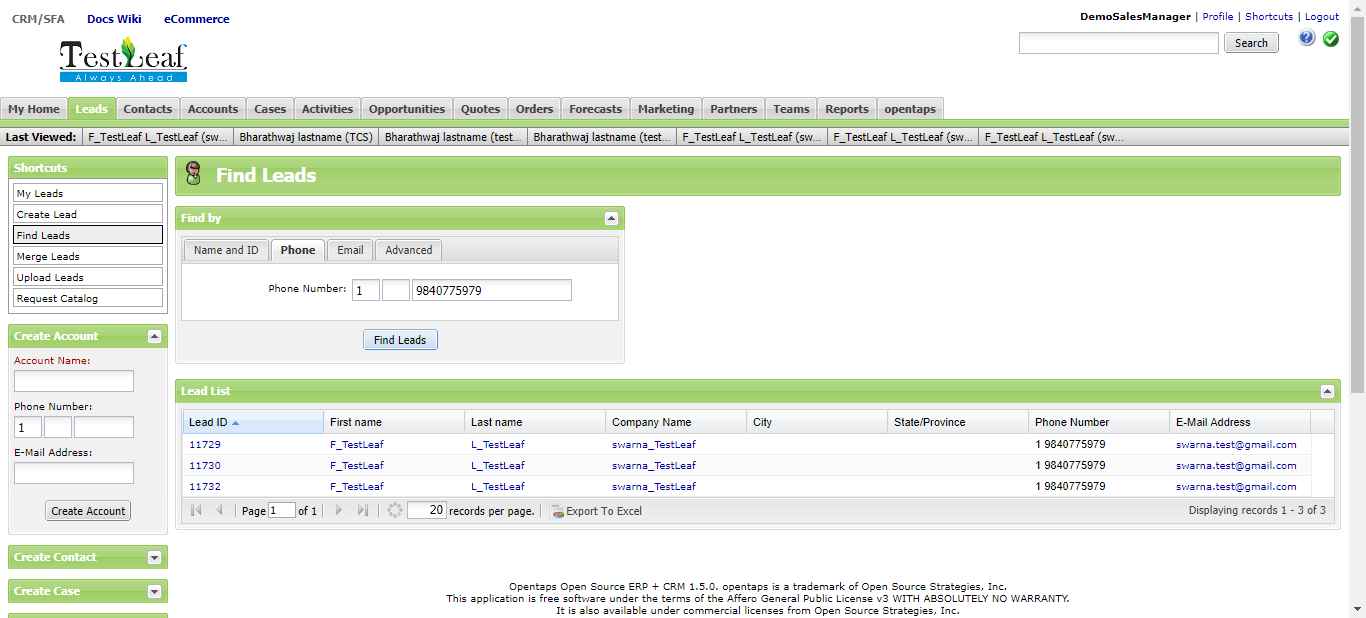 CRM/SFA Docs Wiki eCommerce
DemoSalesManager | Profile | Shortcuts | Logout
TestLeaf
Always Ahead
Search
My Home Leads Contacts Accounts Cases Activities Opportunities Quotes Orders Forecasts Marketing Partners Teams Reports opentaps
Last Viewed: F_TestLeaf L_TestLeaf (sw... Bharathwaj lastname (TCS) Bharathwaj lastname (test... Bharathwaj lastname (test... F_TestLeaf L_TestLeaf (sw... F_TestLeaf L_TestLeaf (sw... F_TestLeaf L_TestLeaf (sw...
Shortcuts
My Leads
Create Lead
Find Leads
Merge Leads
Upload Leads
Request Catalog
Create Account
Account Name:
Phone Number:
1
E-Mail Address:
Create Account
Create Contact
Create Case
Find Leads
Find by
Name and ID Phone Email Advanced
Phone Number: 1 9840775979
Find Leads
Lead List
Lead ID First name Last name Company Name City State/Province Phone Number E-Mail Address
11729 F_TestLeaf L_TestLeaf swarna_TestLeaf 1 9840775979 swarna.test@gmail.com
11730 F_TestLeaf L_TestLeaf swarna_TestLeaf 1 9840775979 swarna.test@gmail.com
11732 F_TestLeaf L_TestLeaf swarna_TestLeaf 1 9840775979 swarna.test@gmail.com
Page 1 of 1 20 records per page. Export To Excel Displaying records 1 - 3 of 3
Opentaps Open Source ERP + CRM 1.5.0. opentaps is a trademark of Open Source Strategies, Inc.
This application is free software under the terms of the Affero General Public License v3 WITH ABSOLUTELY NO WARRANTY.
It is also available under commercial licenses from Open Source Strategies, Inc.